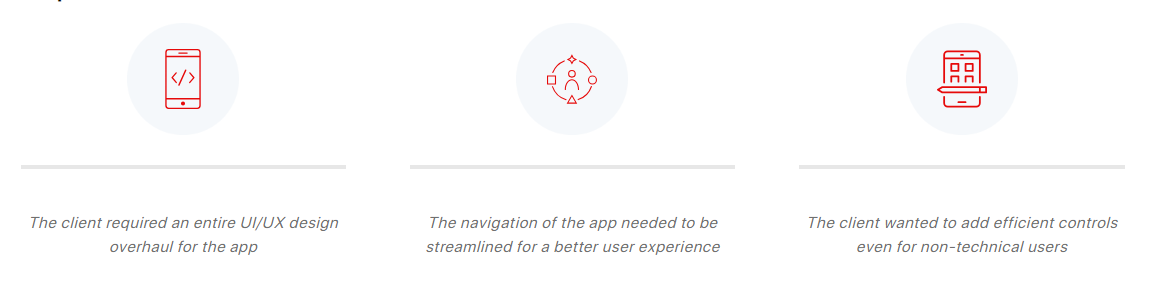 The client required an entire UI/UX design
overhaul for the app
The navigation of the app needed to be
streamlined for a better user experience
The client wanted to add efficient controls
even for non-technical users